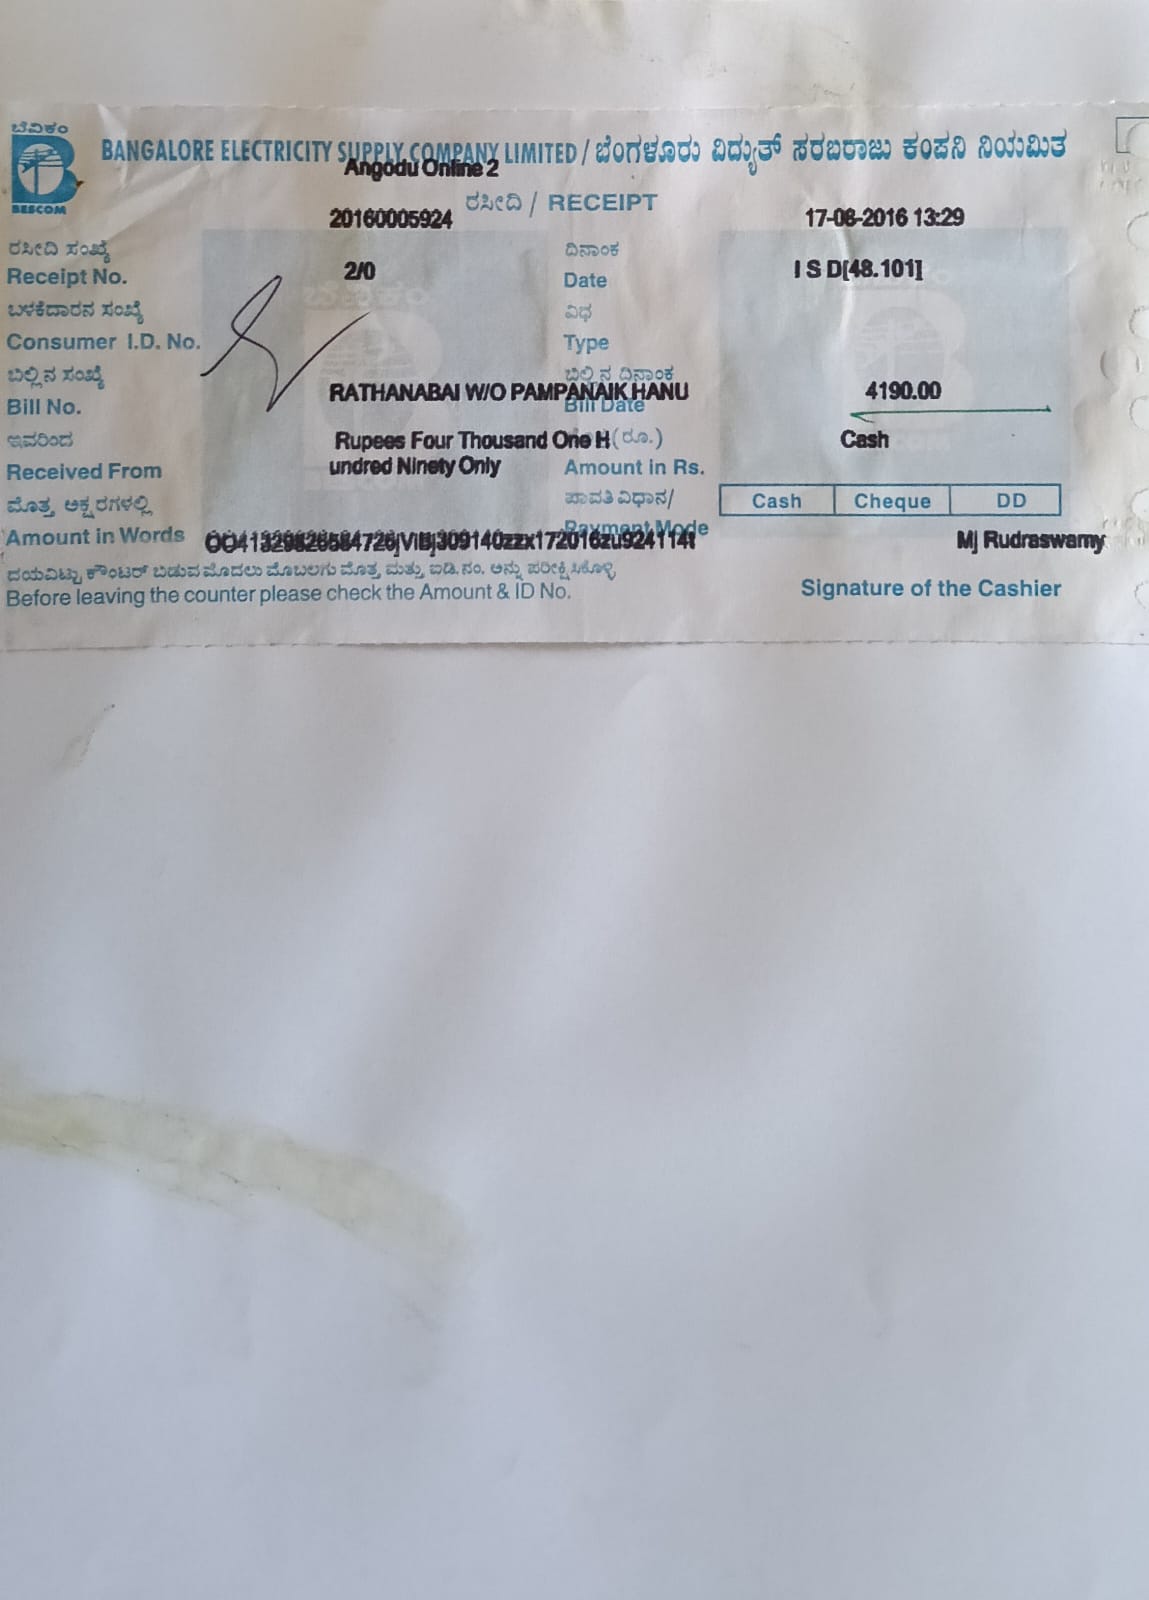 ಬೆವಿಕಂ
BESCOM
BANGALORE ELECTRICITY SUPPLY COMPANY LIMITED / ಬೆಂಗಳೂರು ವಿದ್ಯುತ್ ಸರಬರಾಜು ಕಂಪನಿ ನಿಯಮಿತ
Angodu Online 2
ರಸೀದಿ / RECEIPT
20160005924 17-06-2016 13:29
ರಸೀದಿ ಸಂಖ್ಯೆ ದಿನಾಂಕ
Receipt No. 2/0 Date I S D[48.101]
ಬಳಕೆದಾರನ ಸಂಖ್ಯೆ ವಿಧ
Consumer I.D. No. Type
ಬಿಲ್ಲಿನ ಸಂಖ್ಯೆ ಬಿಲ್ಲಿನ ದಿನಾಂಕ
RATHANABAI W/O PAMPANAIK HANU 4190.00
Bill No. Bill Date
ಇವರಿಂದ Rupees Four Thousand One H (ರೂ.) Cash
Received From undred Ninety Only Amount in Rs.
ಮೊತ್ತ ಅಕ್ಷರಗಳಲ್ಲಿ ಪಾವತಿ ವಿಧಾನ/ Cash Cheque DD
Amount in Words Payment Mode Mj Rudraswamy
ದಯವಿಟ್ಟು ಕೌಂಟರ್ ಬಿಡುವ ಮೊದಲು ಮೊಬಲಗು ಮೊತ್ತ ಮತ್ತು ಐಡಿ. ನಂ. ಅನ್ನು ಪರೀಕ್ಷಿಸಿಕೊಳ್ಳಿ
Before leaving the counter please check the Amount & ID No. Signature of the Cashier